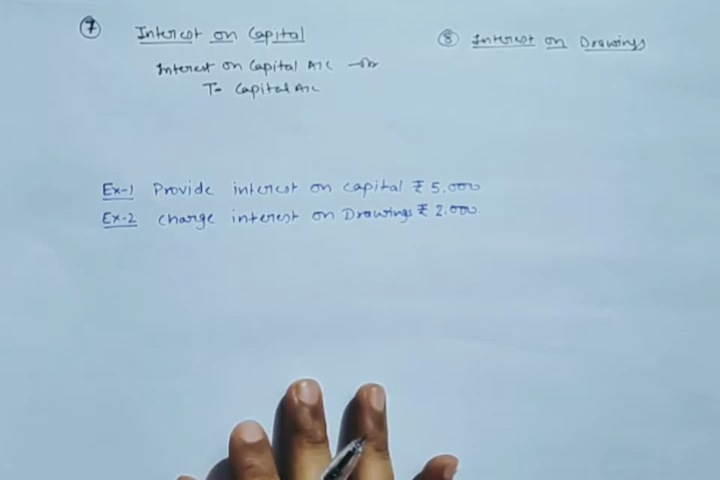 ⑦ Interest on Capital
Interest on Capital A/c Dr
To Capital A/c
⑧ Interest on Drawings
Ex-1 Provide interest on capital ₹ 5,000
Ex-2 charge interest on Drawings ₹ 2,000